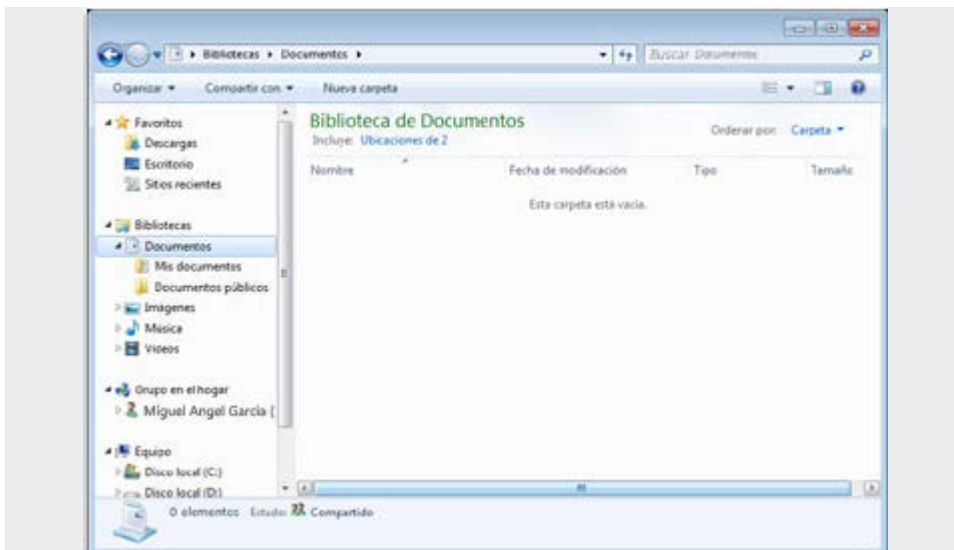 Bibliotecas Documentos
Buscar Documentos
Organizar Compartir con Nueva carpeta
Favoritos
Descargas
Escritorio
Sitios recientes
Bibliotecas
Documentos
Mis documentos
Documentos públicos
Imágenes
Música
Vídeos
Grupo en el hogar
Miguel Angel García (
Equipo
Disco local (C:)
Disco local (D:)
Biblioteca de Documentos
Incluye: Ubicaciones de 2
Ordenar por: Carpeta
Nombre Fecha de modificación Tipo Tamaño
Esta carpeta está vacía.
0 elementos Estado: Compartido